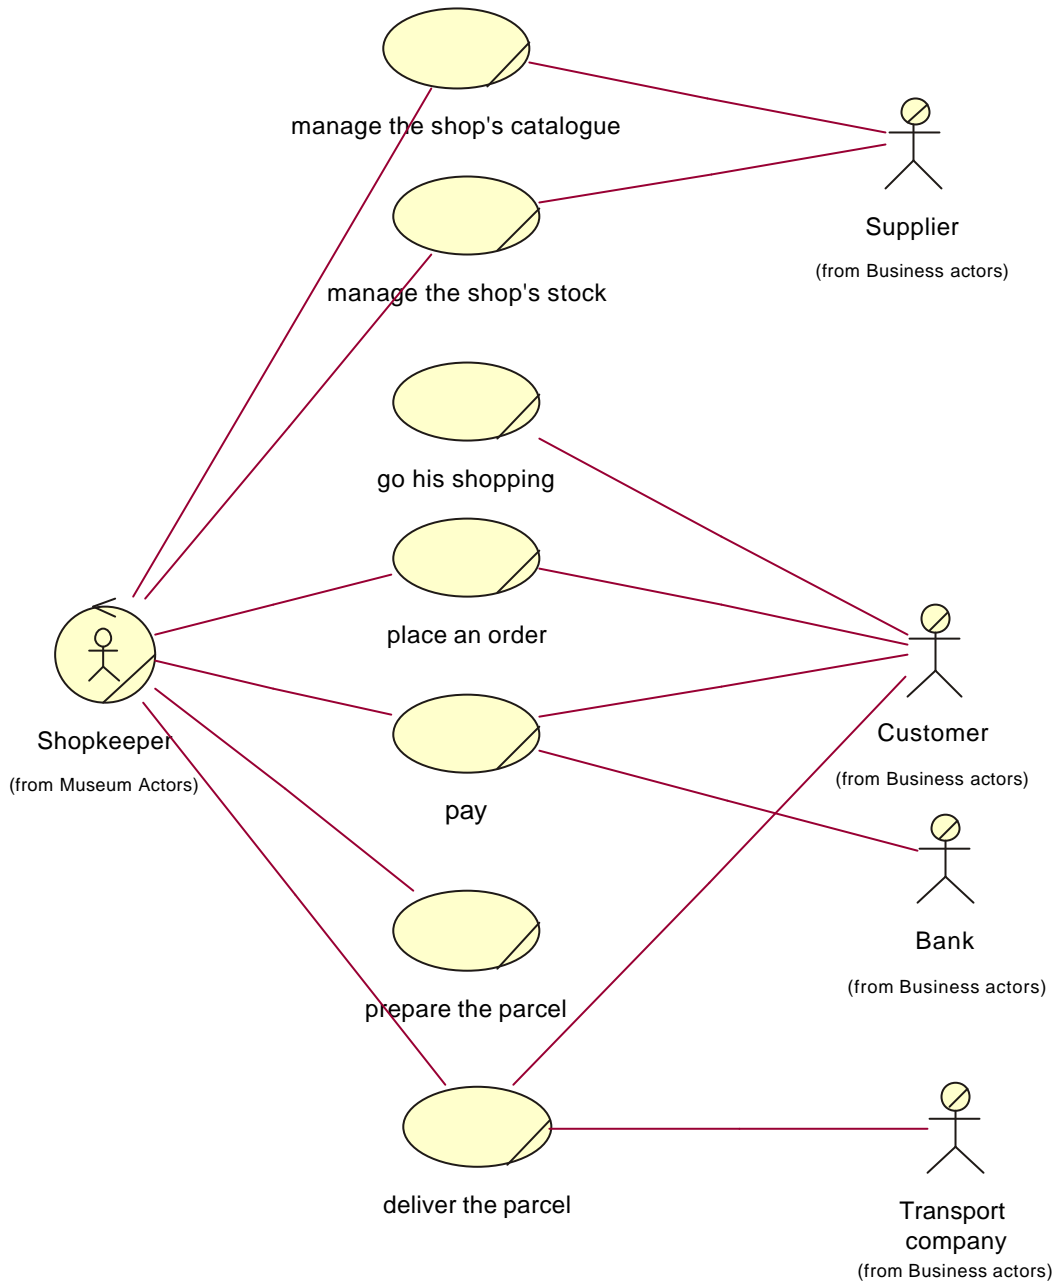 manage the shop's catalogue
Supplier
(from Business actors)
manage the shop's stock
go his shopping
place an order
Shopkeeper
(from Museum Actors)
Customer
(from Business actors)
pay
Bank
(from Business actors)
prepare the parcel
deliver the parcel
Transport
company
(from Business actors)